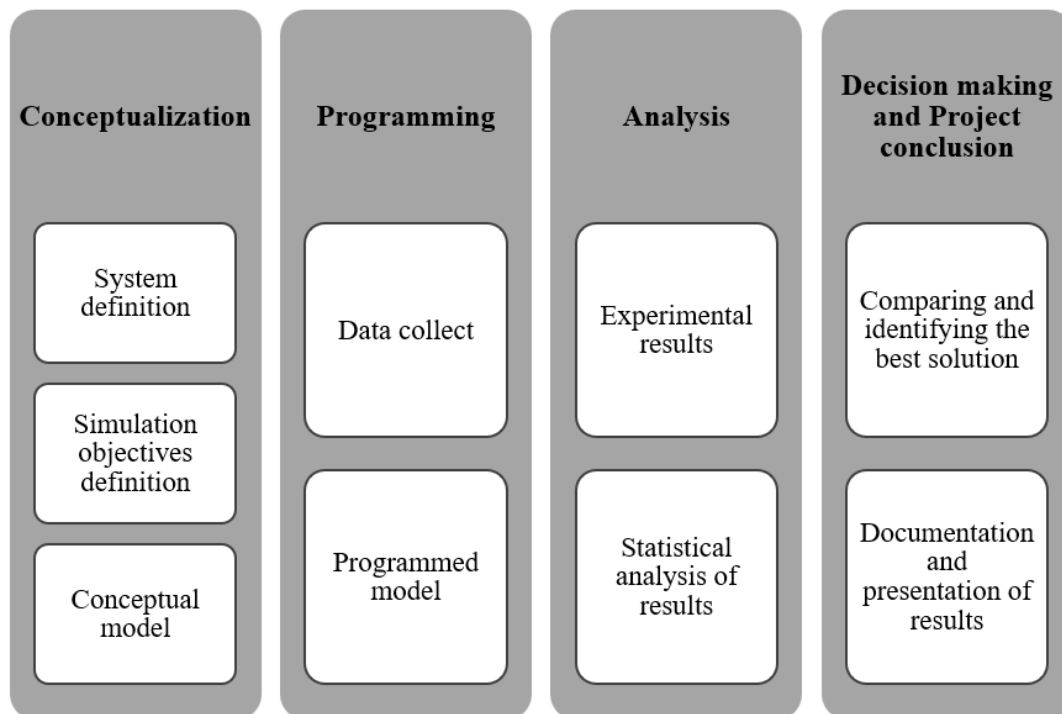 Conceptualization
System
definition
Simulation
objectives
definition
Conceptual
model
Programming
Data collect
Programmed
model
Analysis
Experimental
results
Statistical
analysis of
results
Decision making
and Project
conclusion
Comparing and
identifying the
best solution
Documentation
and
presentation of
results